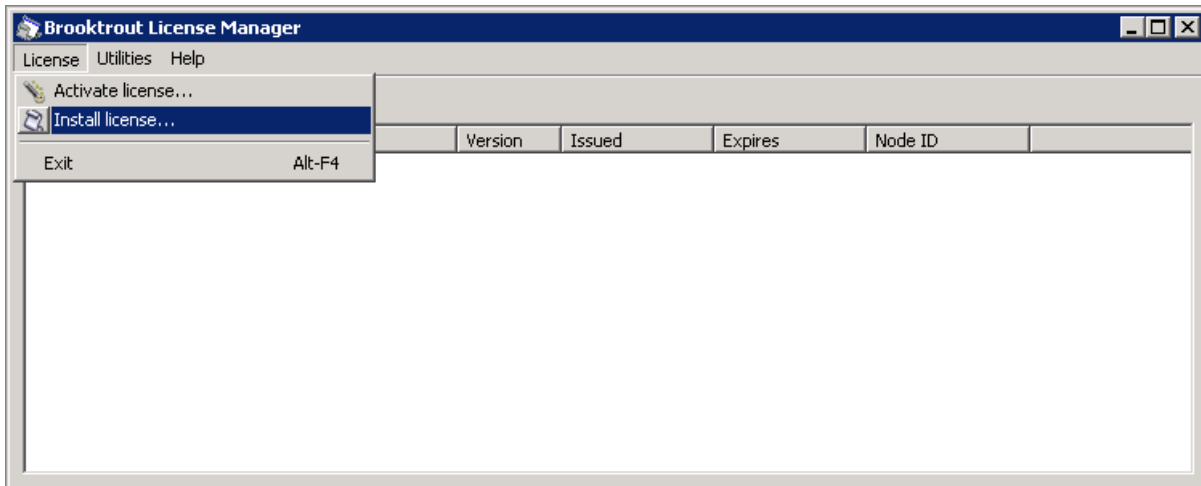 Brooktrout License Manager
License Utilities Help
Activate license...
Install license...
Version Issued Expires Node ID
Exit Alt-F4